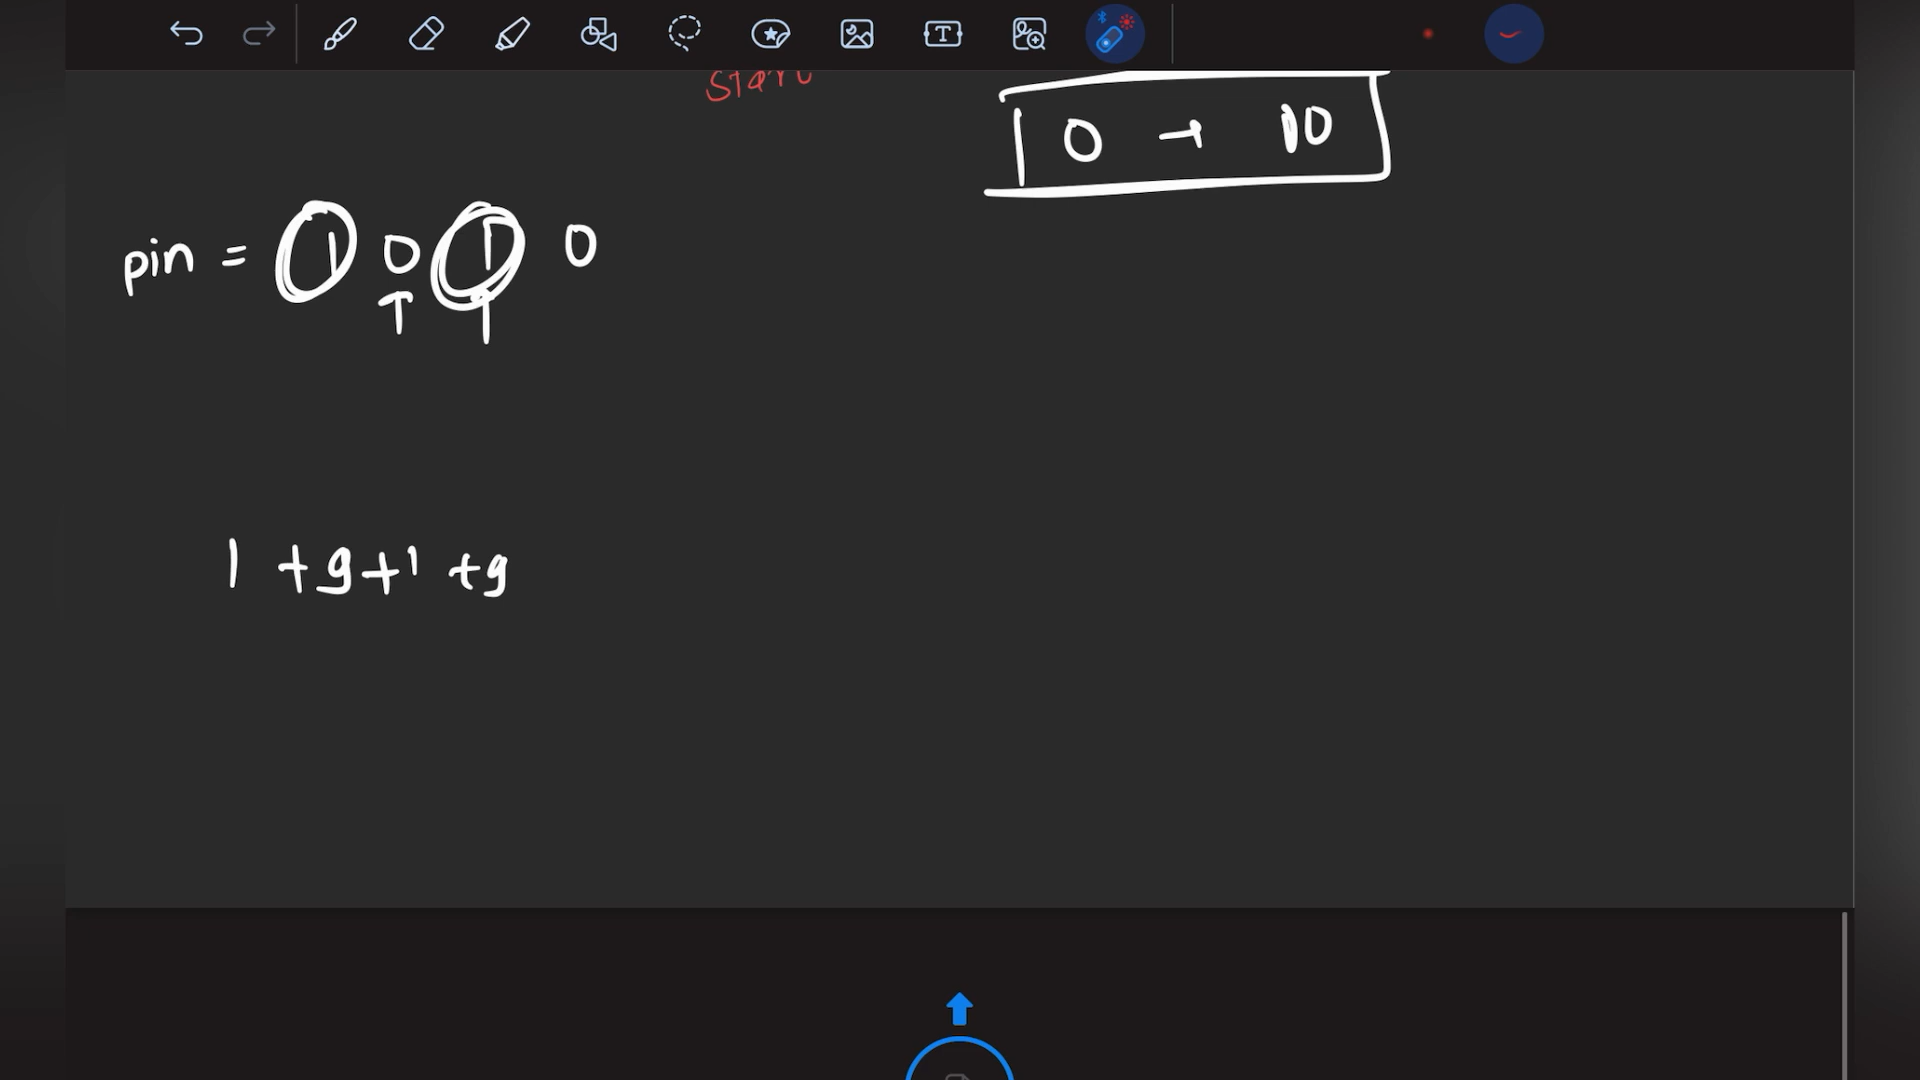 0 → 10
pin = 1 0 1 0
1 + 9 + 1 + 9